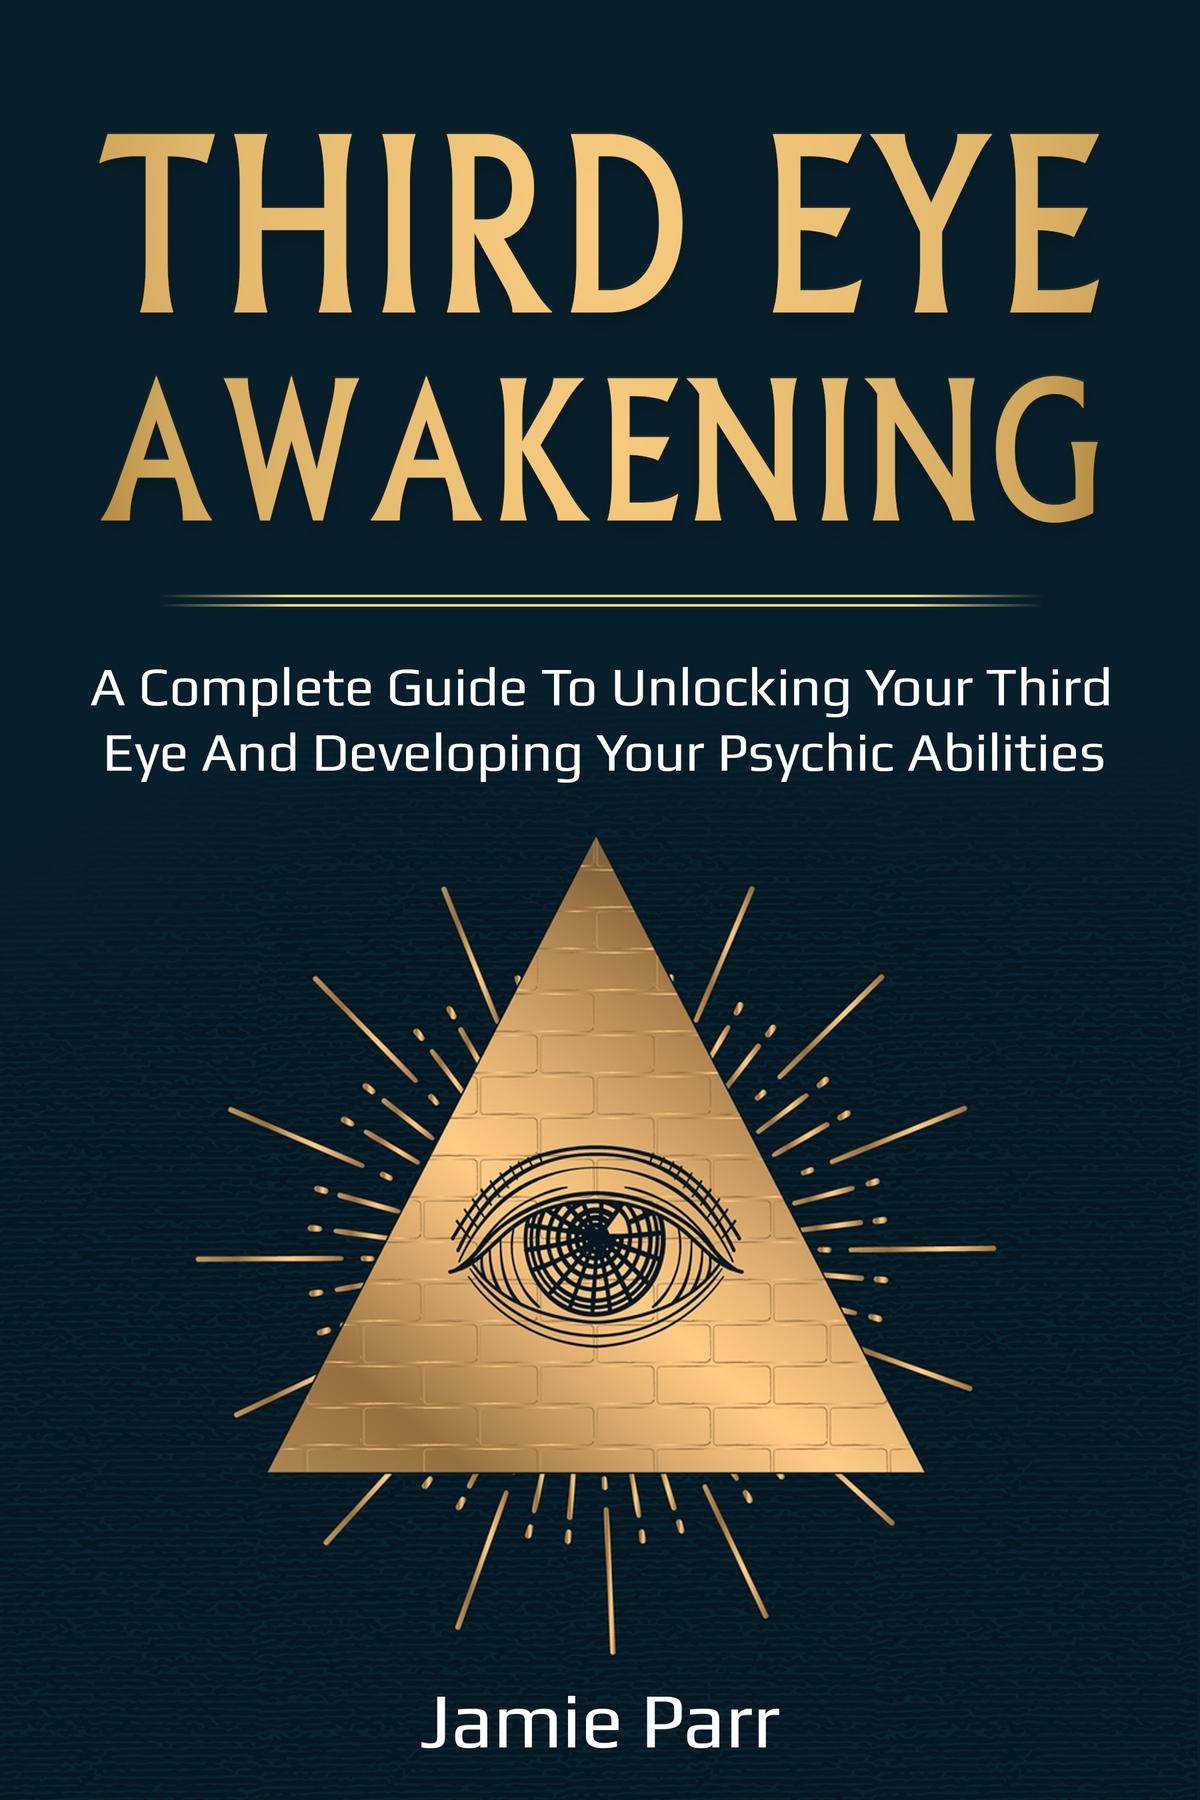 THIRD EYE
AWAKENING
A Complete Guide To Unlocking Your Third
Eye And Developing Your Psychic Abilities
Jamie Parr